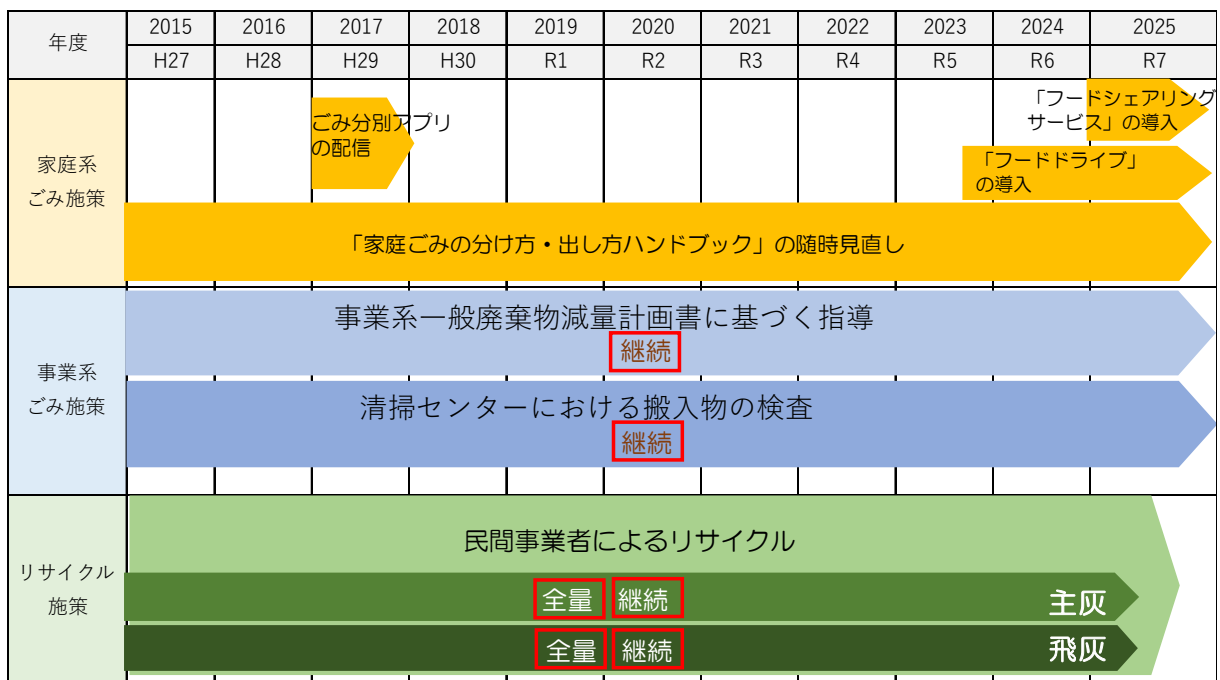 年度
2015 2016 2017 2018 2019 2020 2021 2022 2023 2024 2025
H27 H28 H29 H30 R1 R2 R3 R4 R5 R6 R7
家庭系
ごみ施策
ごみ分別アプリ
の配信
「フードシェアリング
サービス」の導入
「フードドライブ」
の導入
「家庭ごみの分け方・出し方ハンドブック」の随時見直し
事業系
ごみ施策
事業系一般廃棄物減量計画書に基づく指導
継続
清掃センターにおける搬入物の検査
継続
リサイクル
施策
民間事業者によるリサイクル
全量 継続 主灰
全量 継続 飛灰